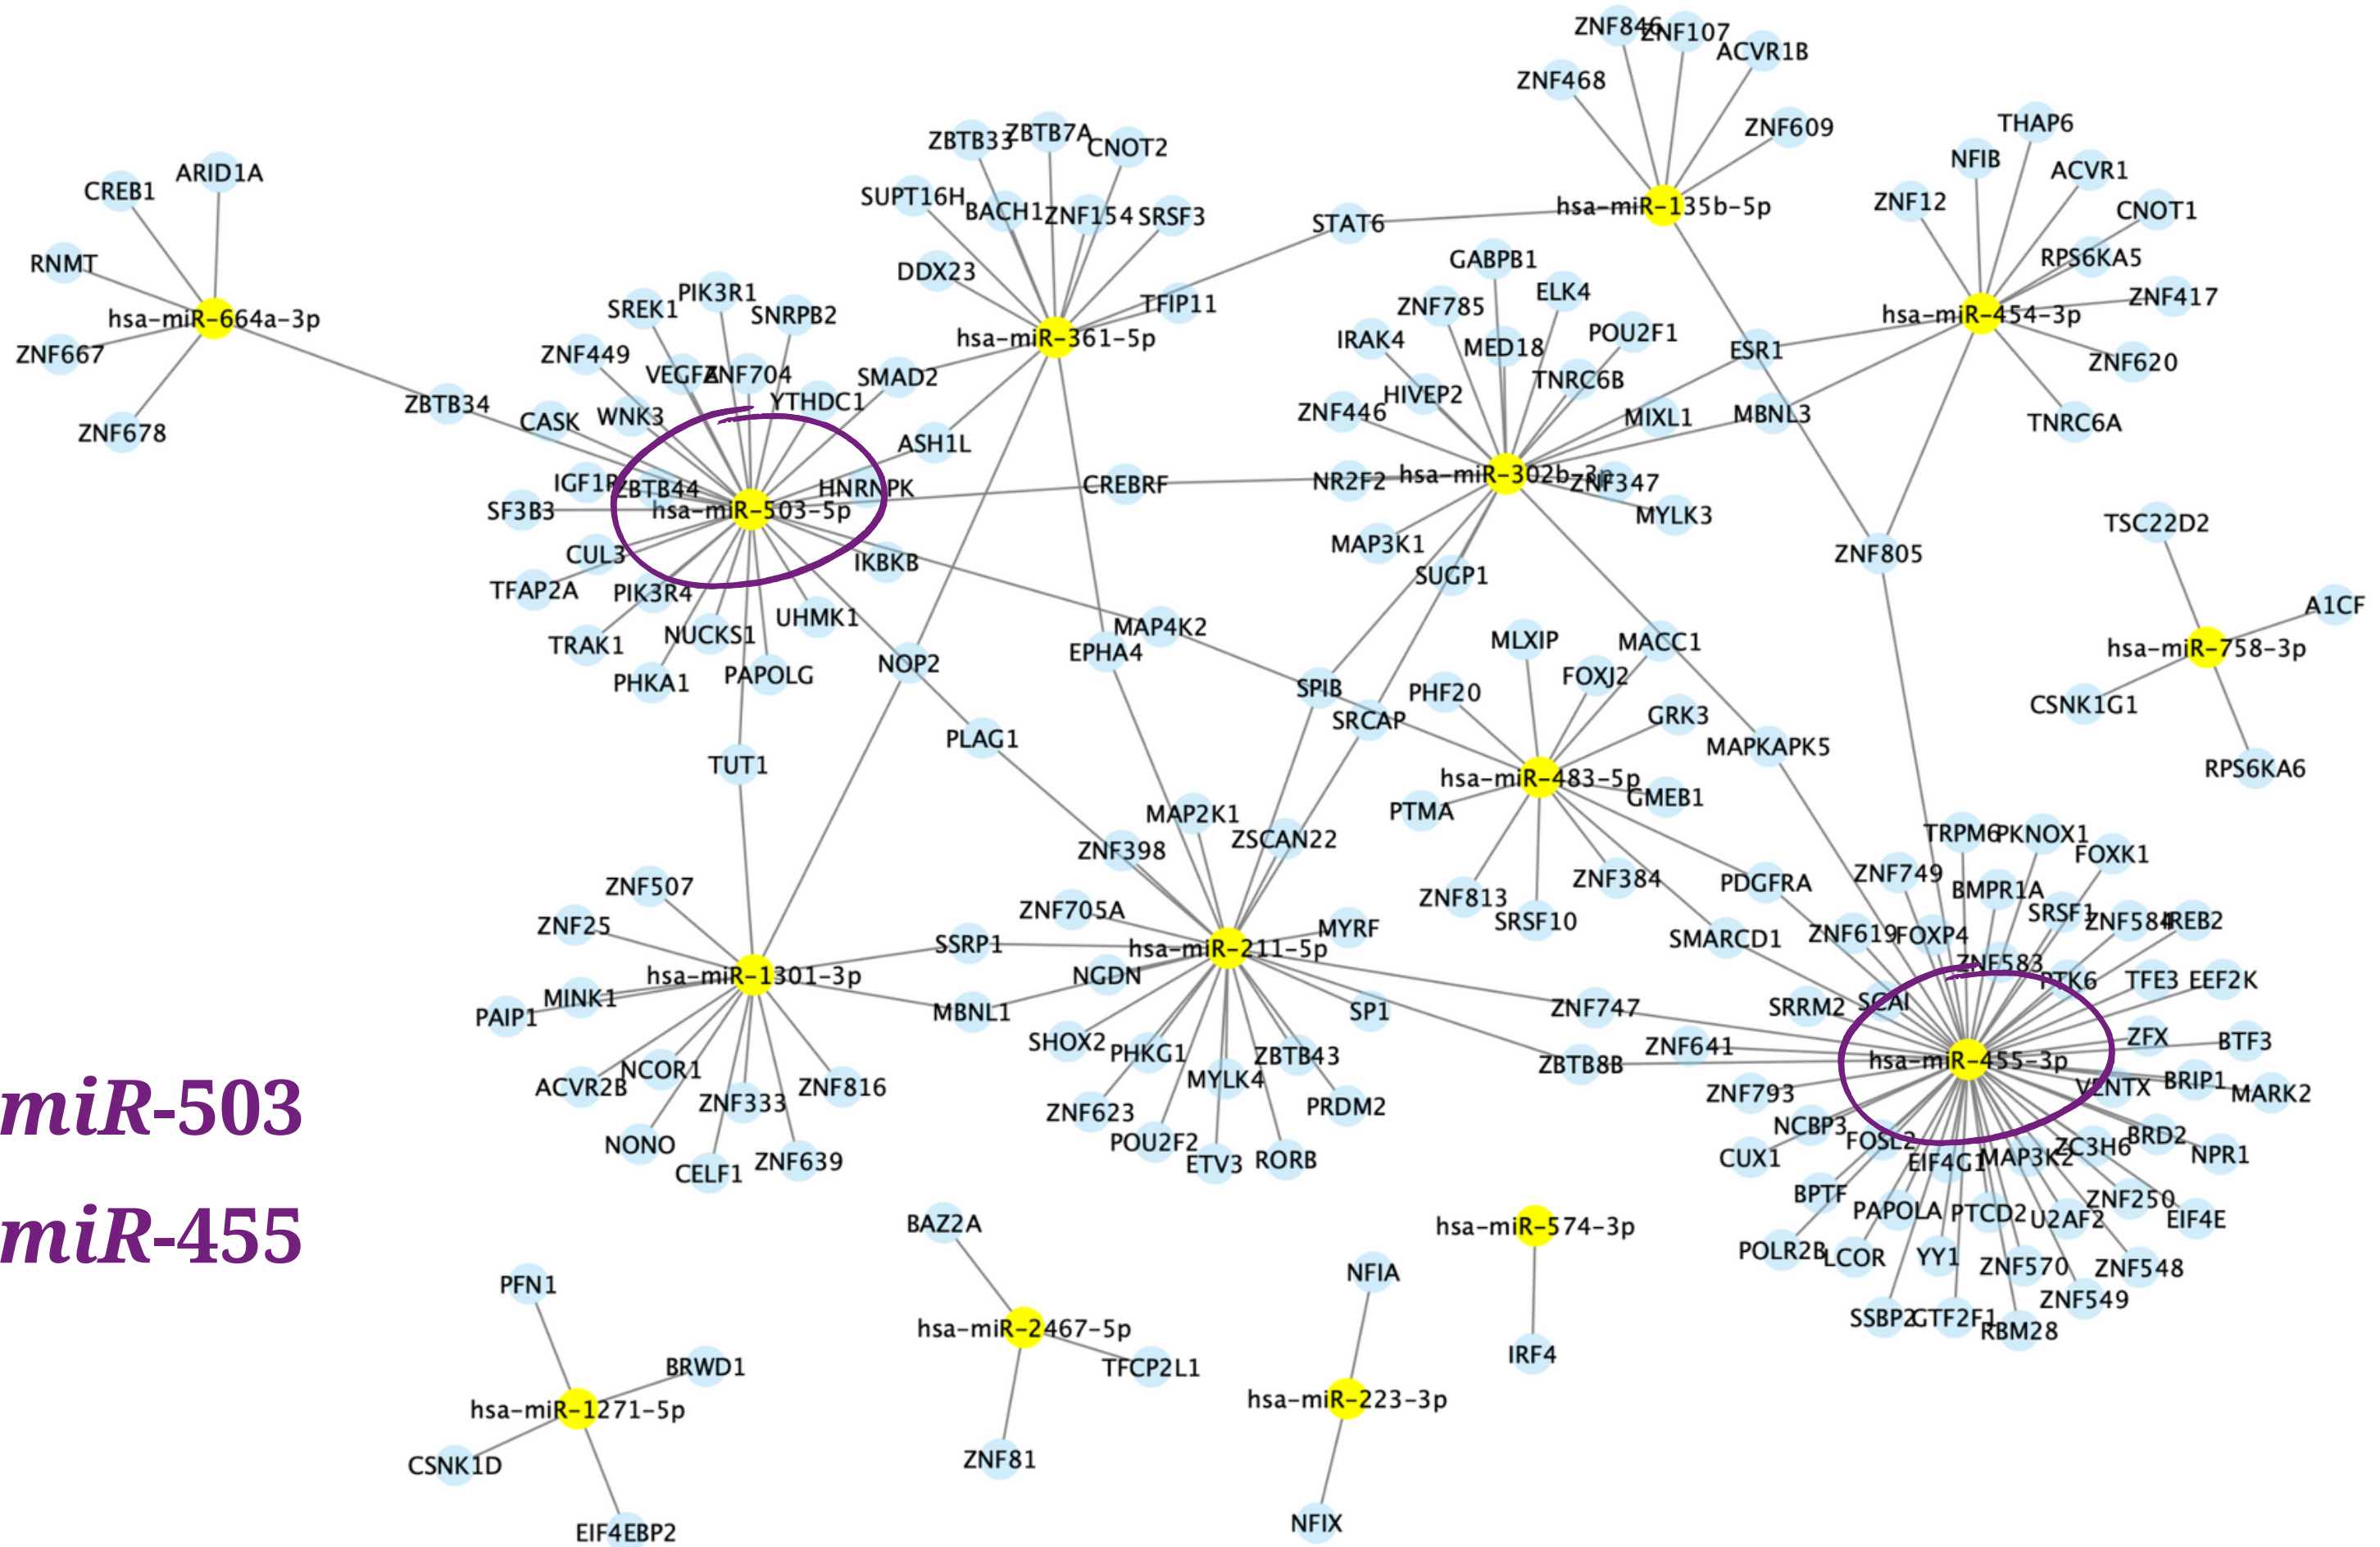 ZNF846
ZNF107
ACVR1B
ZNF468
ZNF609
hsa-miR-135b-5p
STAT6
THAP6
NFIB
ACVR1
ZNF12
CNOT1
RPS6KA5
ZNF417
hsa-miR-454-3p
ZNF620
TNRC6A
ESR1
MBNL3
ZNF805
ZBTB33
ZBTB7A
CNOT2
SUPT16H
BACH1
ZNF154
SRSF3
DDX23
TFIP11
hsa-miR-361-5p
SMAD2
ASH1L
ARID1A
CREB1
RNMT
hsa-miR-664a-3p
ZNF667
ZNF678
ZBTB34
PIK3R1
SREK1
SNRPB2
ZNF449
VEGFA
ZNF704
YTHDC1
WNK3
CASK
IGF1R
ZBTB44
HNRNPK
SF3B3
hsa-miR-503-5p
CUL3
IKBKB
TFAP2A
PIK3R4
UHMK1
TRAK1
NUCKS1
PHKA1
PAPOLG
CREBRF
GABPB1
ELK4
ZNF785
IRAK4
MED18
POU2F1
TNRC6B
HIVEP2
ZNF446
MIXL1
NR2F2
hsa-miR-302b-3p
ZNF347
MYLK3
MAP3K1
SUGP1
NOP2
EPHA4
MAP4K2
SPIB
SRCAP
PLAG1
TUT1
MLXIP
MACC1
FOXJ2
PHF20
GRK3
MAPKAPK5
hsa-miR-483-5p
GMEB1
PTMA
ZNF384
ZNF813
SRSF10
PDGFRA
SMARCD1
TSC22D2
A1CF
hsa-miR-758-3p
CSNK1G1
RPS6KA6
MAP2K1
ZNF398
ZSCAN22
ZNF705A
MYRF
hsa-miR-211-5p
SSRP1
NGDN
MBNL1
SP1
SHOX2
PHKG1
ZBTB43
MYLK4
ZNF623
PRDM2
POU2F2
ETV3
RORB
ZNF747
ZBTB8B
ZNF507
ZNF25
hsa-miR-1301-3p
MINK1
PAIP1
ACVR2B
NCOR1
ZNF333
ZNF816
NONO
CELF1
ZNF639
TRPM6
PKNOX1
FOXK1
ZNF749
BMPR1A
SRSF1
ZNF584
IREB2
ZNF619
FOXP4
ZNF583
PTK6
TFE3
EEF2K
SRRM2
SCAI
ZNF641
ZFX
BTF3
hsa-miR-455-3p
ZNF793
VENTX
BRIP1
MARK2
NCBP3
FOSL2
ZC3H6
BRD2
CUX1
EIF4G1
MAP3K2
NPR1
BPTF
PAPOLA
PTCD2
U2AF2
ZNF250
EIF4E
POLR2B
LCOR
YY1
ZNF570
ZNF548
ZNF549
SSBP2
GTF2F1
RBM28
miR-503
miR-455
PFN1
BRWD1
hsa-miR-1271-5p
CSNK1D
EIF4EBP2
BAZ2A
hsa-miR-2467-5p
TFCP2L1
ZNF81
NFIA
hsa-miR-223-3p
NFIX
hsa-miR-574-3p
IRF4